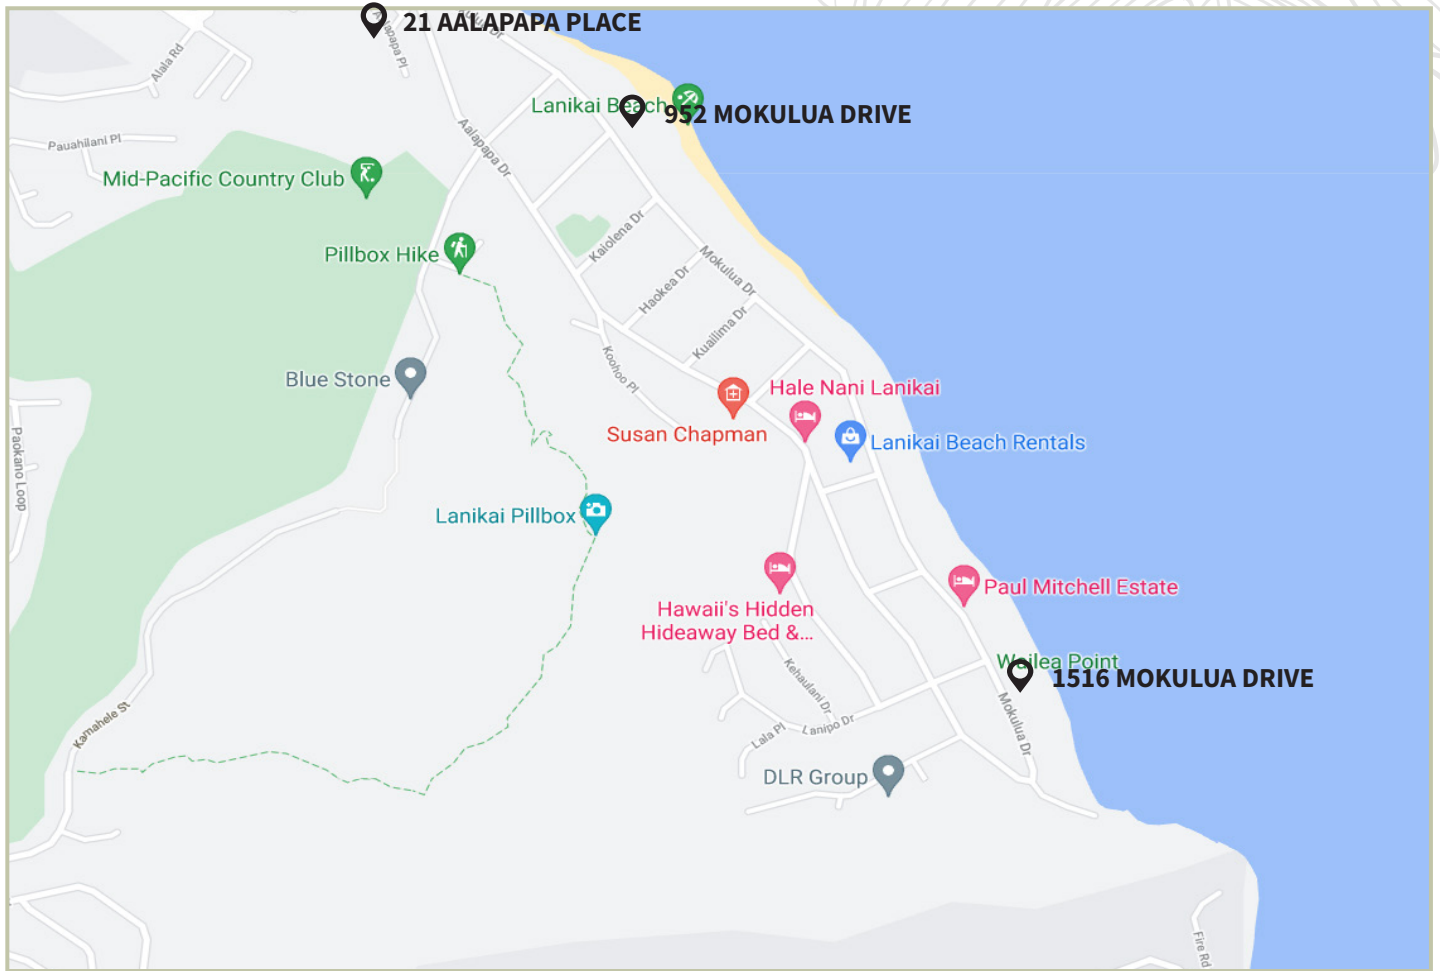 21 AALAPAPA PLACE
Aalapapa Pl
Alala Rd
Lanikai Beach
952 MOKULUA DRIVE
Pauahilani Pl
Aalapapa Dr
Mid-Pacific Country Club
Pillbox Hike
Kaiolena Dr
Mokulua Dr
Haokea Dr
Kuailima Dr
Koohoo Pl
Blue Stone
Hale Nani Lanikai
Susan Chapman
Lanikai Beach Rentals
Paokano Loop
Lanikai Pillbox
Paul Mitchell Estate
Hawaii's Hidden
Hideaway Bed &...
Wailea Point
1516 MOKULUA DRIVE
Kehaulani Dr
Mokulua Dr
Kamahele St
Lala Pl
Lanipo Dr
DLR Group
Fire Rd